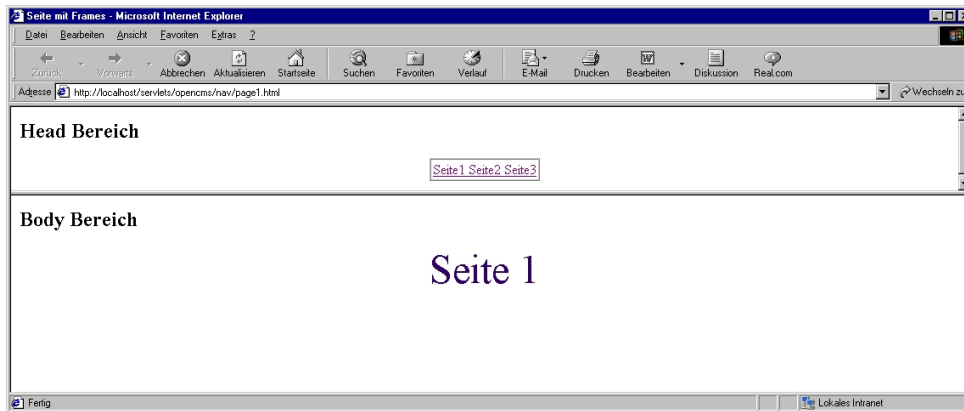 Seite mit Frames - Microsoft Internet Explorer
Datei Bearbeiten Ansicht Favoriten Extras ?
Zurück Vorwärts Abbrechen Aktualisieren Startseite Suchen Favoriten Verlauf E-Mail Drucken Bearbeiten Diskussion Real.com
Adresse http://localhost/servlets/opencms/nav/page1.html Wechseln zu
Head Bereich
Seite1 Seite2 Seite3
Body Bereich
Seite 1
Fertig Lokales Intranet